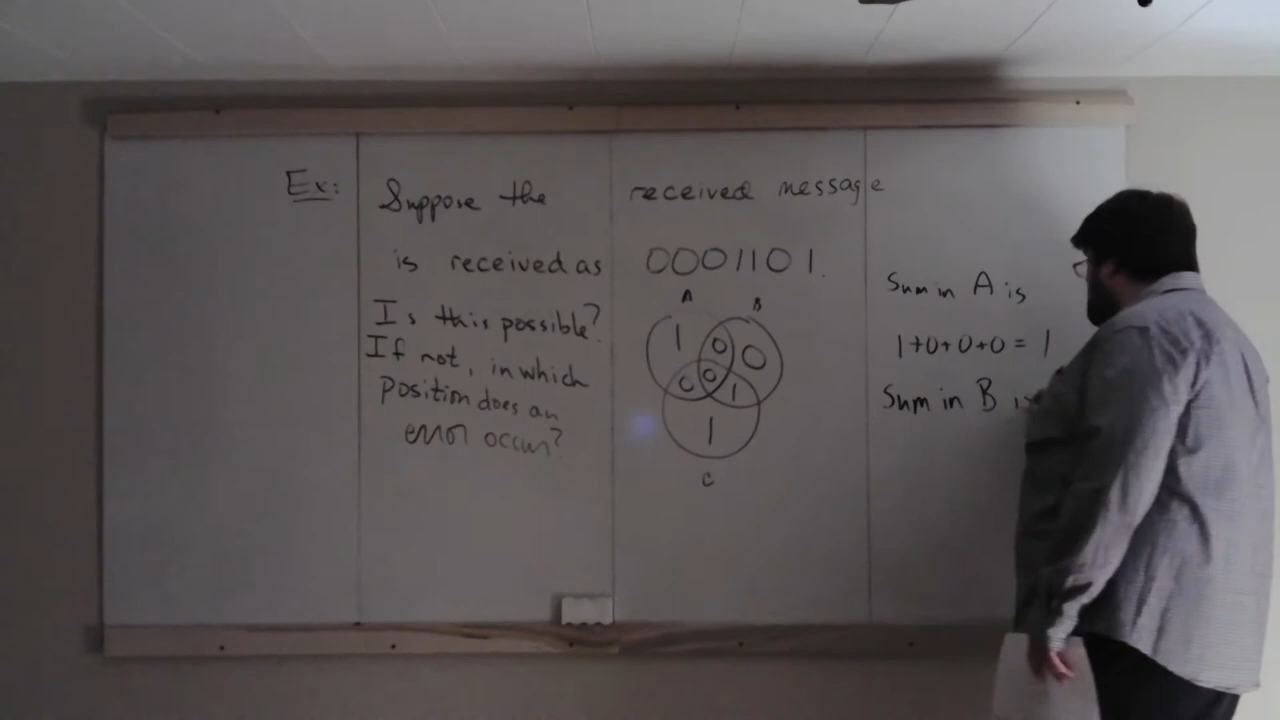 Ex: Suppose the received message
is received as 0001101.
Is this possible?
If not, in which
position does an
error occur?
A B
1 0 0
0 0 1
1
C
Sum in A is
1+0+0+0 = 1
Sum in B is